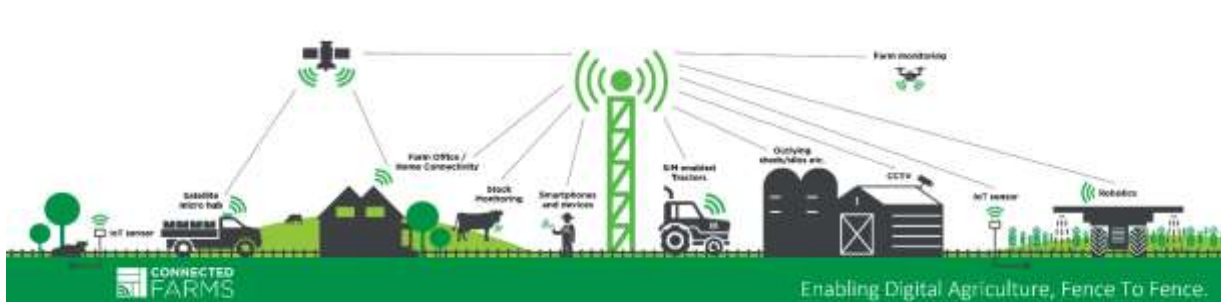 Farm monitoring
Farm Office /
Home Connectivity
Stock
Monitoring
Smartphones
and devices
SIM enabled
Tractors
Outlying
sheds/silos etc.
CCTV
Satellite
micro hub
IoT sensor
IoT sensor
Robotics
CONNECTED
FARMS
Enabling Digital Agriculture, Fence To Fence.